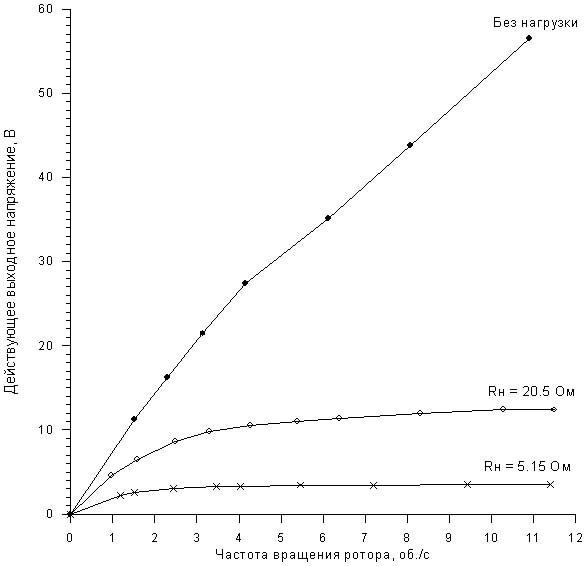 60
Без нагрузки
50
40
30
20
10
0
Действующее выходное напряжение, В
Rн = 20.5 Ом
Rн = 5.15 Ом
0 1 2 3 4 5 6 7 8 9 10 11 12
Частота вращения ротора, об./с